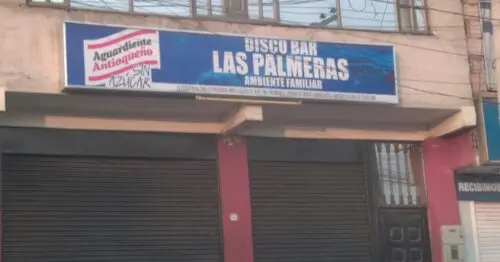 Aguardiente
Antioqueño
SIN
AZÚCAR
DISCO BAR
LAS PALMERAS
AMBIENTE FAMILIAR
RECIBIMOS